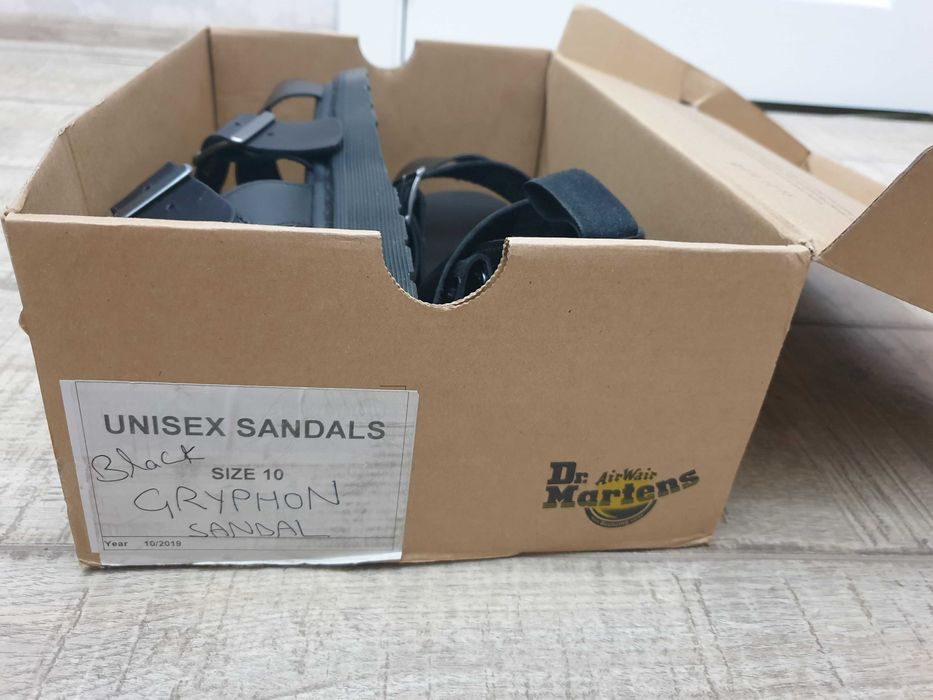 UNISEX SANDALS
Black
SIZE 10
GRYPHON
SANDAL
Year 10/2019
Dr. AirWair
Martens